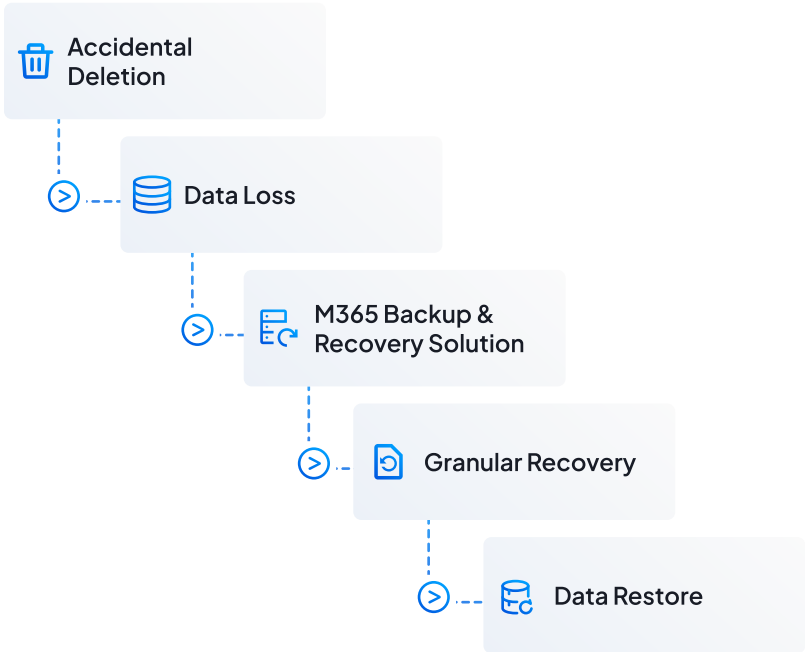 Accidental
Deletion
Data Loss
M365 Backup &
Recovery Solution
Granular Recovery
Data Restore